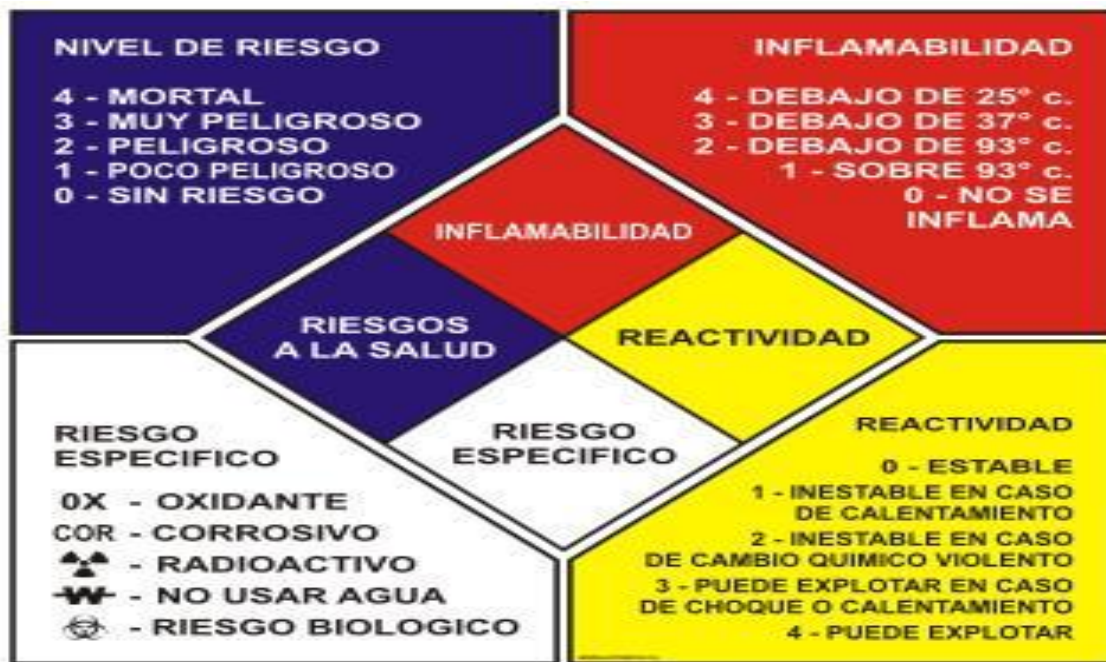 NIVEL DE RIESGO
4 - MORTAL
3 - MUY PELIGROSO
2 - PELIGROSO
1 - POCO PELIGROSO
0 - SIN RIESGO
INFLAMABILIDAD
4 - DEBAJO DE 25° c.
3 - DEBAJO DE 37° c.
2 - DEBAJO DE 93° c.
1 - SOBRE 93° c.
0 - NO SE
INFLAMA
INFLAMABILIDAD
RIESGOS
A LA SALUD
REACTIVIDAD
RIESGO
ESPECIFICO
RIESGO
ESPECIFICO
0X - OXIDANTE
COR - CORROSIVO
- RADIOACTIVO
W - NO USAR AGUA
- RIESGO BIOLOGICO
REACTIVIDAD
0 - ESTABLE
1 - INESTABLE EN CASO
DE CALENTAMIENTO
2 - INESTABLE EN CASO
DE CAMBIO QUIMICO VIOLENTO
3 - PUEDE EXPLOTAR EN CASO
DE CHOQUE O CALENTAMIENTO
4 - PUEDE EXPLOTAR